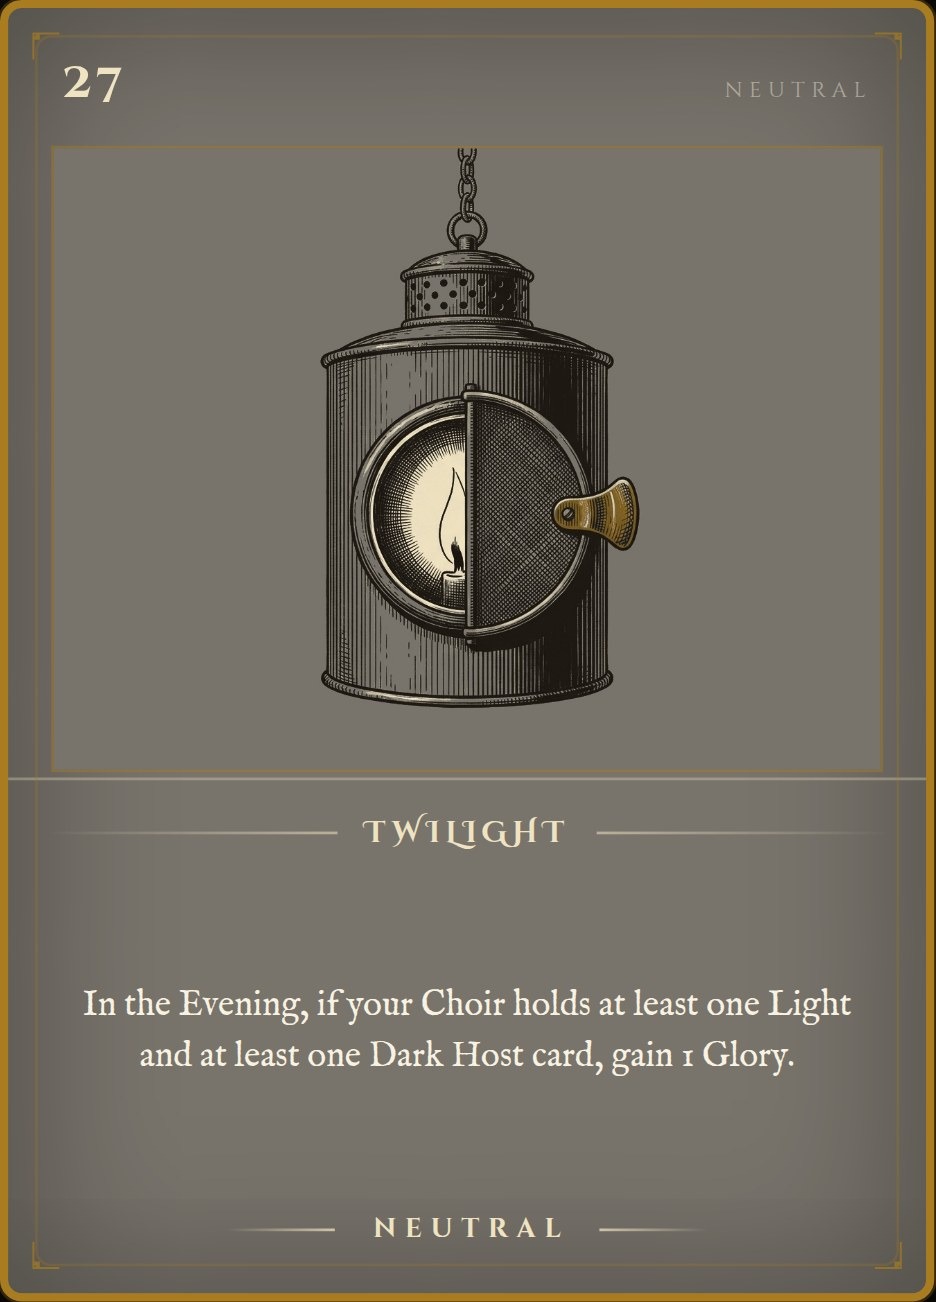 27
NEUTRAL
TWILIGHT
In the Evening, if your Choir holds at least one Light
and at least one Dark Host card, gain 1 Glory.
NEUTRAL